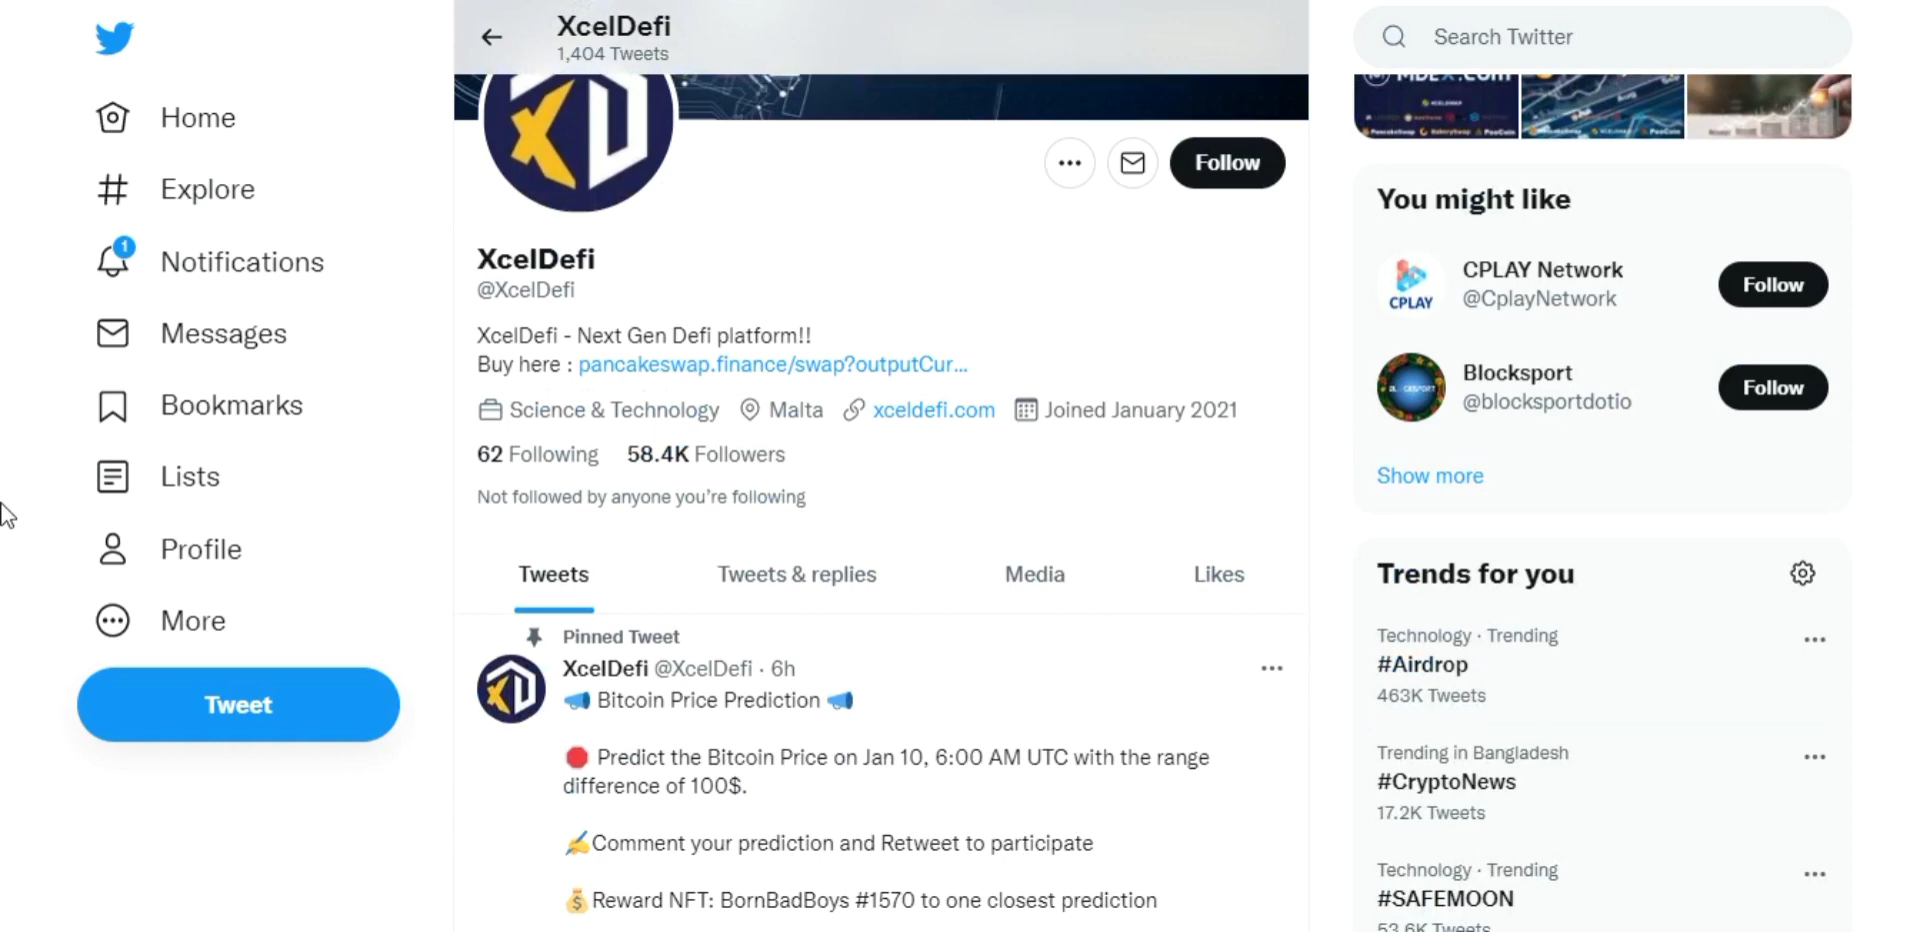 Home
Explore
1
Notifications
Messages
Bookmarks
Lists
Profile
More
Tweet
XcelDefi
1,404 Tweets
Follow
XcelDefi
@XcelDefi
XcelDefi - Next Gen Defi platform!!
Buy here : pancakeswap.finance/swap?outputCur...
Science & Technology Malta xceldefi.com Joined January 2021
62 Following 58.4K Followers
Not followed by anyone you're following
Tweets Tweets & replies Media Likes
Pinned Tweet
XcelDefi @XcelDefi · 6h
Bitcoin Price Prediction
Predict the Bitcoin Price on Jan 10, 6:00 AM UTC with the range
difference of 100$.
Comment your prediction and Retweet to participate
Reward NFT: BornBadBoys #1570 to one closest prediction
Search Twitter
You might like
CPLAY
CPLAY Network
@CplayNetwork
Follow
Blocksport
@blocksportdotio
Follow
Show more
Trends for you
Technology · Trending
#Airdrop
463K Tweets
Trending in Bangladesh
#CryptoNews
17.2K Tweets
Technology · Trending
#SAFEMOON
53.6K Tweets